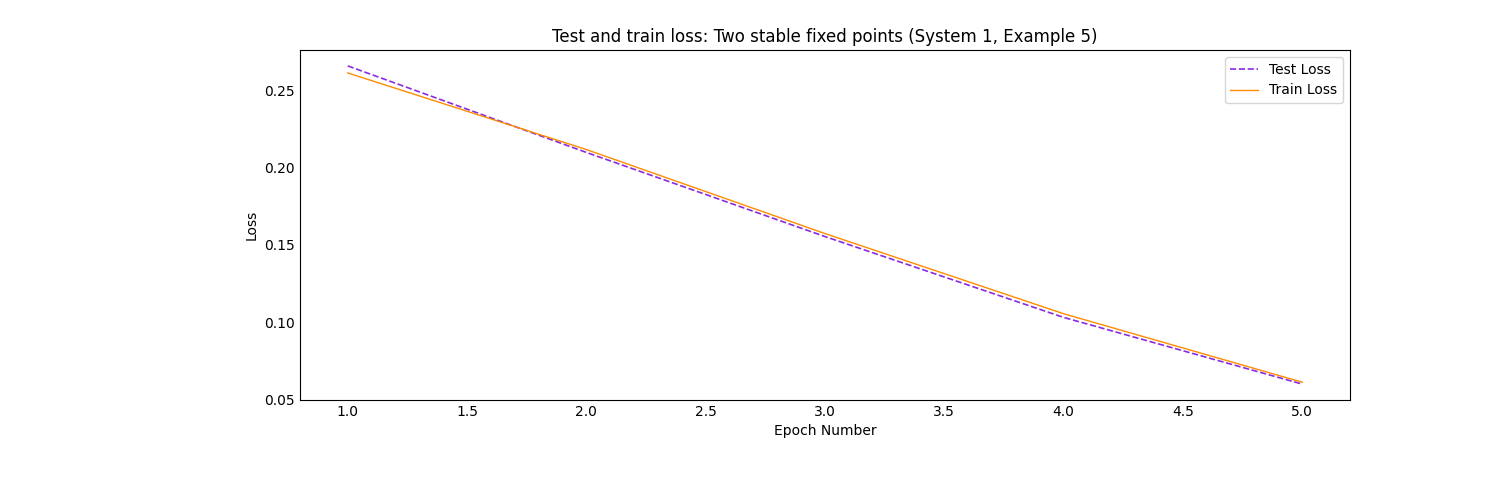 Test and train loss: Two stable fixed points (System 1, Example 5)
Test Loss
Train Loss
0.25
0.20
0.15
0.10
0.05
Loss
1.0 1.5 2.0 2.5 3.0 3.5 4.0 4.5 5.0
Epoch Number